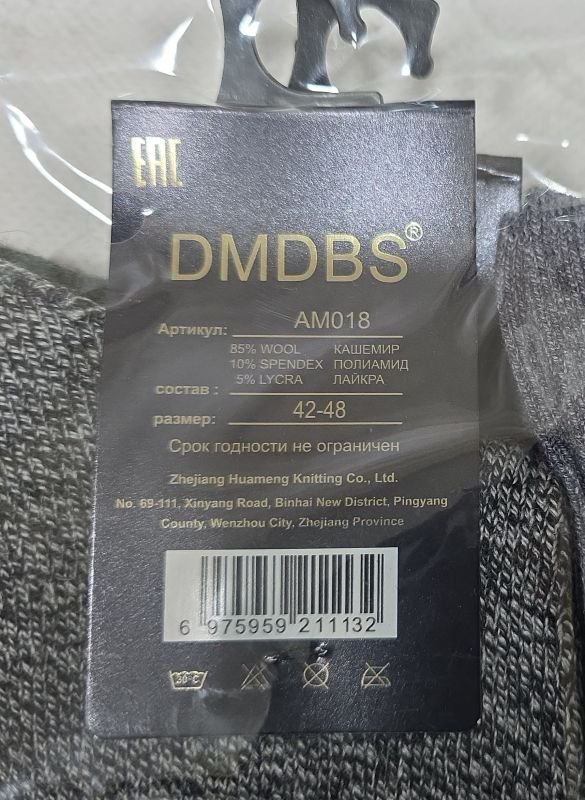 EAC
DMDBS®
Артикул: AM018
85% WOOL КАШЕМИР
10% SPENDEX ПОЛИАМИД
5% LYCRA ЛАЙКРА
состав :
размер: 42-48
Срок годности не ограничен
Zhejiang Huameng Knitting Co., Ltd.
No. 69-111, Xinyang Road, Binhai New District, Pingyang
County, Wenzhou City, Zhejiang Province
6 975959 211132
30°C